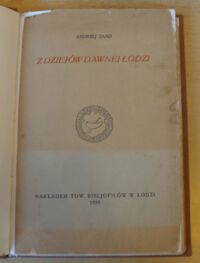 ANDRZEJ ZAND
Z DZIEJÓW DAWNEJ ŁODZI
NAKŁADEM TOW. BIBLJOFILÓW W ŁODZI